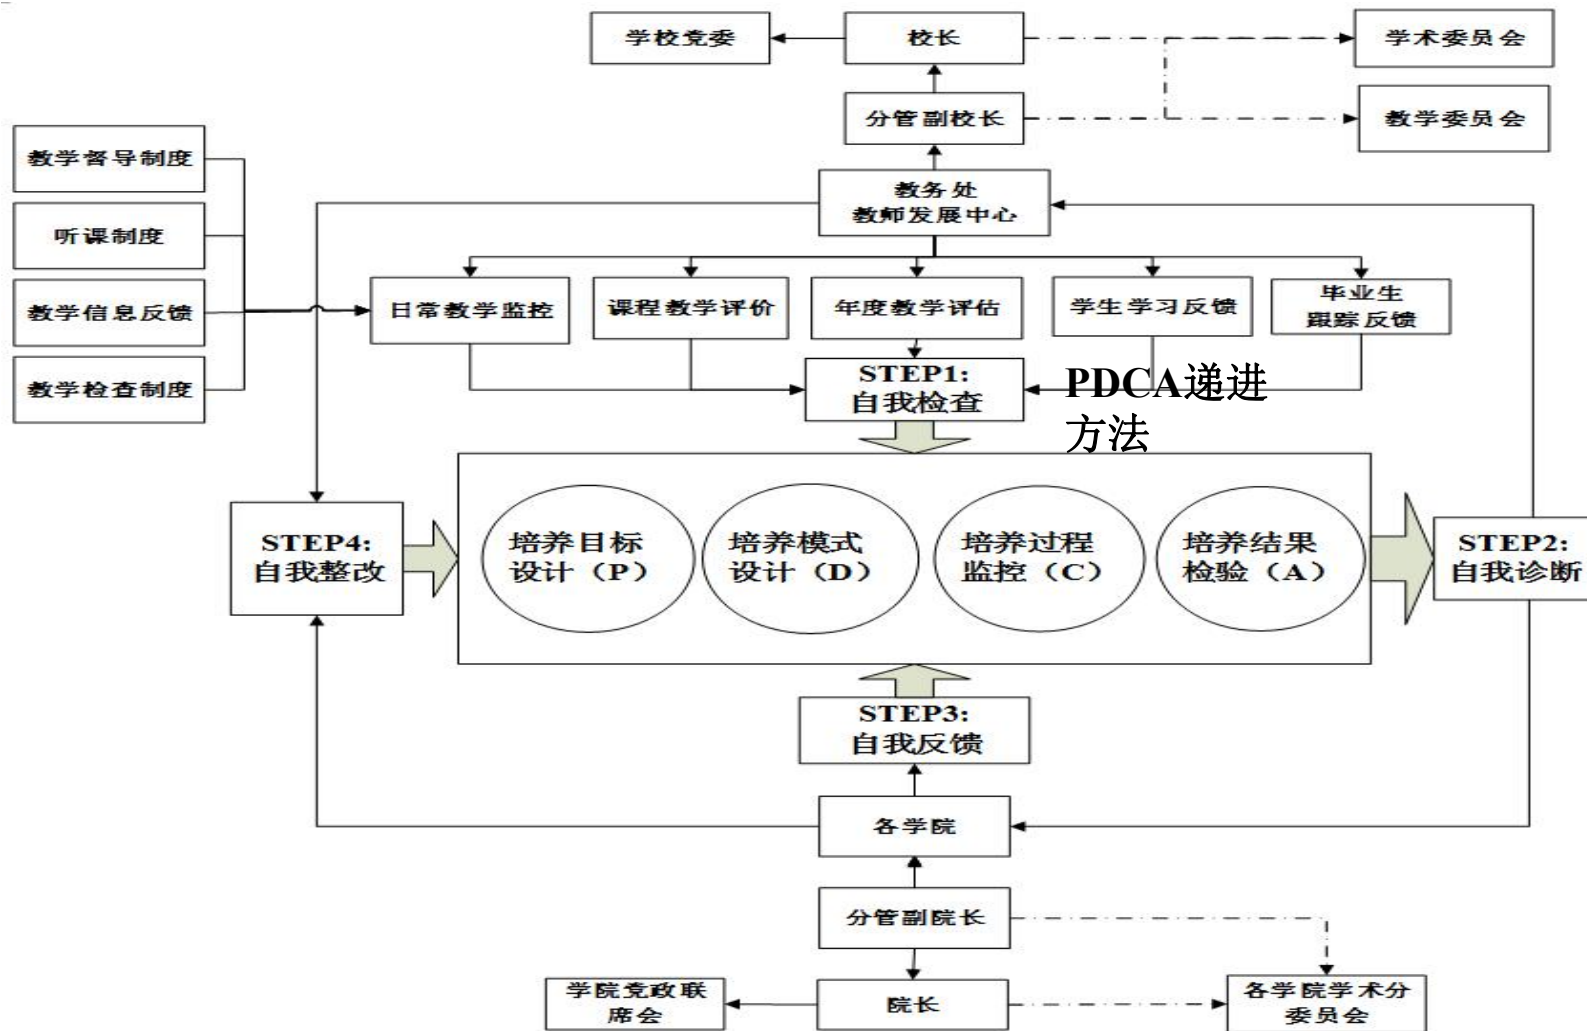 学校党委
校长
学术委员会
分管副校长
教学委员会
教学督导制度
听课制度
教学信息反馈
教学检查制度
教务处
教师发展中心
日常教学监控
课程教学评价
年度教学评估
学生学习反馈
毕业生
跟踪反馈
STEP1:
自我检查
PDCA递进
方法
STEP4:
自我整改
培养目标
设计（P）
培养模式
设计（D）
培养过程
监控（C）
培养结果
检验（A）
STEP2:
自我诊断
STEP3:
自我反馈
各学院
分管副院长
学院党政联
席会
院长
各学院学术分
委员会